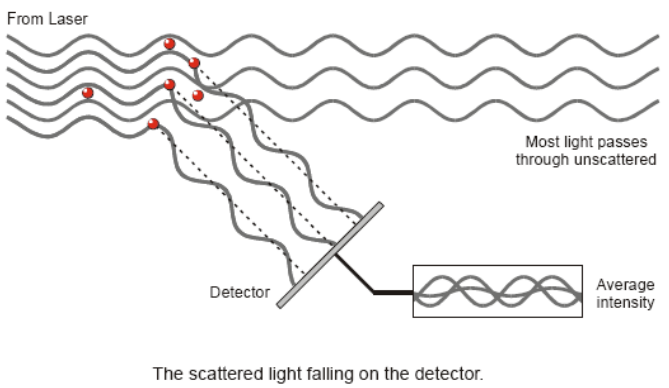 From Laser
Most light passes
through unscattered
Detector
Average
intensity
The scattered light falling on the detector.